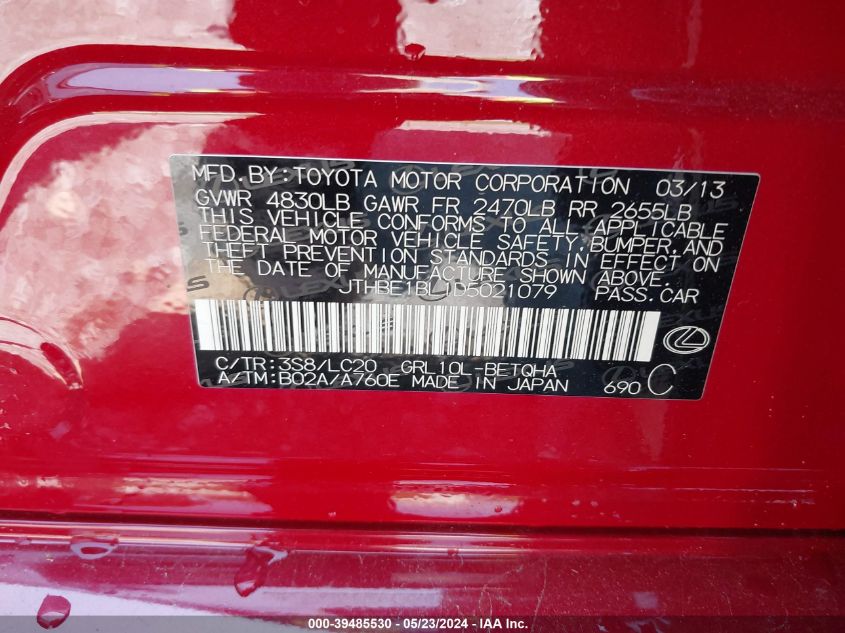 MFD.BY:TOYOTA MOTOR CORPORATION 03/13
GVWR 4830LB GAWR FR 2470LB RR 2655LB
THIS VEHICLE CONFORMS TO ALL APPLICABLE
FEDERAL MOTOR VEHICLE SAFETY,BUMPER,AND
THEFT PREVENTION STANDARDS IN EFFECT ON
THE DATE OF MANUFACTURE SHOWN ABOVE.
JTHBE1BL1D5021079 PASS.CAR
C/TR:3S8/LC20 GRL10L-BETQHA
A/TM:B02A/A760E MADE IN JAPAN 690 C
000-39485530 - 05/23/2024 - IAA Inc.